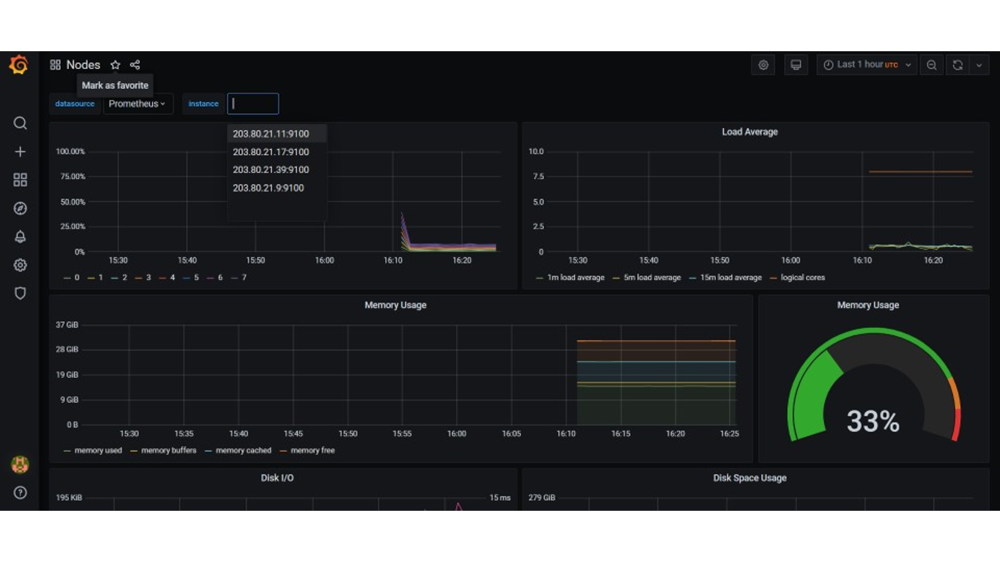 Nodes
Last 1 hour UTC
Mark as favorite
datasource Prometheus instance
203.80.21.11:9100
203.80.21.17:9100
203.80.21.39:9100
203.80.21.9:9100
100.00%
75.00%
50.00%
25.00%
0%
15:30 15:40 15:50 16:00 16:10 16:20
0 1 2 3 4 5 6 7
Load Average
10.0
7.5
5.0
2.5
0
15:30 15:40 15:50 16:00 16:10 16:20
1m load average 5m load average 15m load average logical cores
Memory Usage
37 GiB
28 GiB
19 GiB
9 GiB
0 B
15:30 15:35 15:40 15:45 15:50 15:55 16:00 16:05 16:10 16:15 16:20 16:25
memory used memory buffers memory cached memory free
Memory Usage
33%
Disk I/O
195 KiB 15 ms
Disk Space Usage
279 GiB